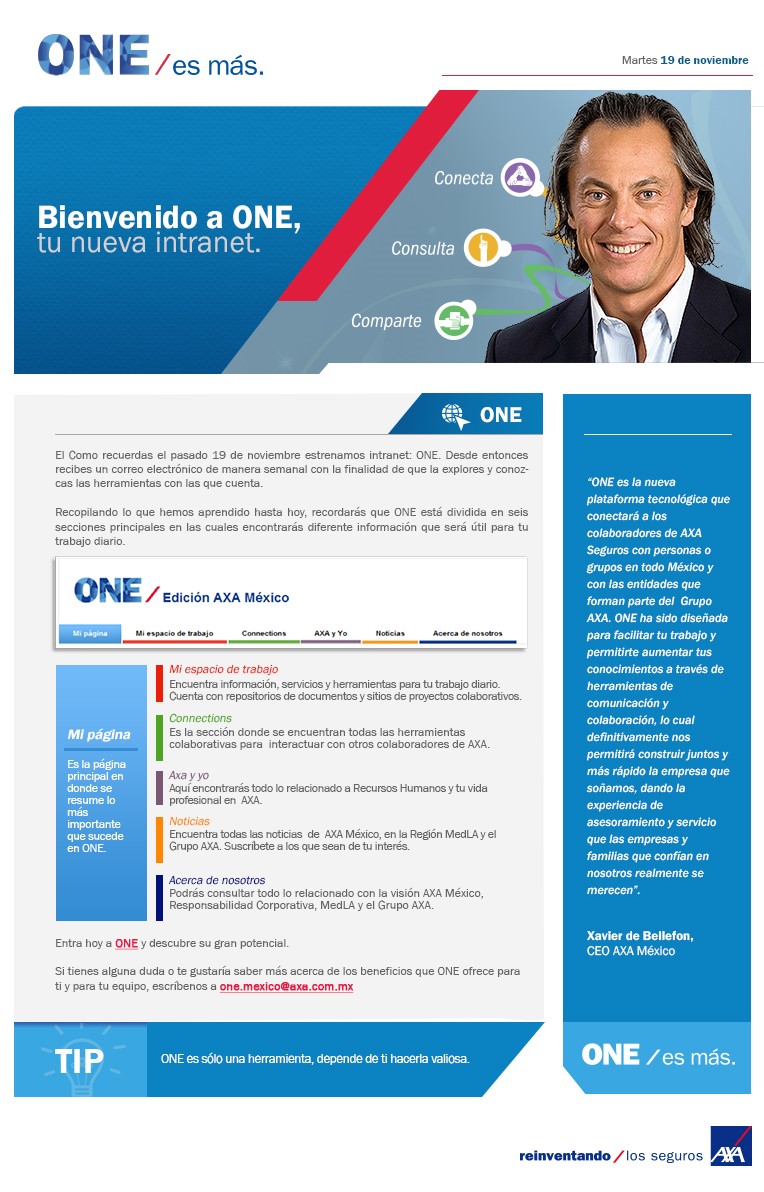 ONE / es más.
Martes 19 de noviembre
Bienvenido a ONE,
tu nueva intranet.
Conecta
Consulta
Comparte
ONE
El Como recuerdas el pasado 19 de noviembre estrenamos intranet: ONE. Desde entonces
recibes un correo electrónico de manera semanal con la finalidad de que la explores y conoz-
cas las herramientas con las que cuenta.
Recopilando lo que hemos aprendido hasta hoy, recordarás que ONE está dividida en seis
secciones principales en las cuales encontrarás diferente información que será útil para tu
trabajo diario.
ONE / Edición AXA México
Mi página Mi espacio de trabajo Connections AXA y Yo Noticias Acerca de nosotros
Mi página
Es la página
principal en
donde se
resume lo
más
importante
que sucede
en ONE.
Mi espacio de trabajo
Encuentra información, servicios y herramientas para tu trabajo diario.
Cuenta con repositorios de documentos y sitios de proyectos colaborativos.
Connections
Es la sección donde se encuentran todas las herramientas
colaborativas para interactuar con otros colaboradores de AXA.
Axa y yo
Aquí encontrarás todo lo relacionado a Recursos Humanos y tu vida
profesional en AXA.
Noticias
Encuentra todas las noticias de AXA México, en la Región MedLA y el
Grupo AXA. Suscríbete a los que sean de tu interés.
Acerca de nosotros
Podrás consultar todo lo relacionado con la visión AXA México,
Responsabilidad Corporativa, MedLA y el Grupo AXA.
Entra hoy a ONE y descubre su gran potencial.
Si tienes alguna duda o te gustaría saber más acerca de los beneficios que ONE ofrece para
ti y para tu equipo, escríbenos a one.mexico@axa.com.mx
TIP
ONE es sólo una herramienta, depende de ti hacerla valiosa.
“ONE es la nueva
plataforma tecnológica que
conectará a los
colaboradores de AXA
Seguros con personas o
grupos en todo México y
con las entidades que
forman parte del Grupo
AXA. ONE ha sido diseñada
para facilitar tu trabajo y
permitirte aumentar tus
conocimientos a través de
herramientas de
comunicación y
colaboración, lo cual
definitivamente nos
permitirá construir juntos y
más rápido la empresa que
soñamos, dando la
experiencia de
asesoramiento y servicio
que las empresas y
familias que confían en
nosotros realmente se
merecen”.
Xavier de Bellefon,
CEO AXA México
ONE / es más.
reinventando / los seguros AXA